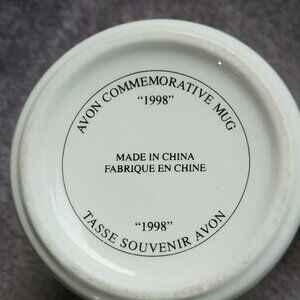 AVON COMMEMORATIVE MUG
"1998"
MADE IN CHINA
FABRIQUE EN CHINE
"1998"
TASSE SOUVENIR AVON